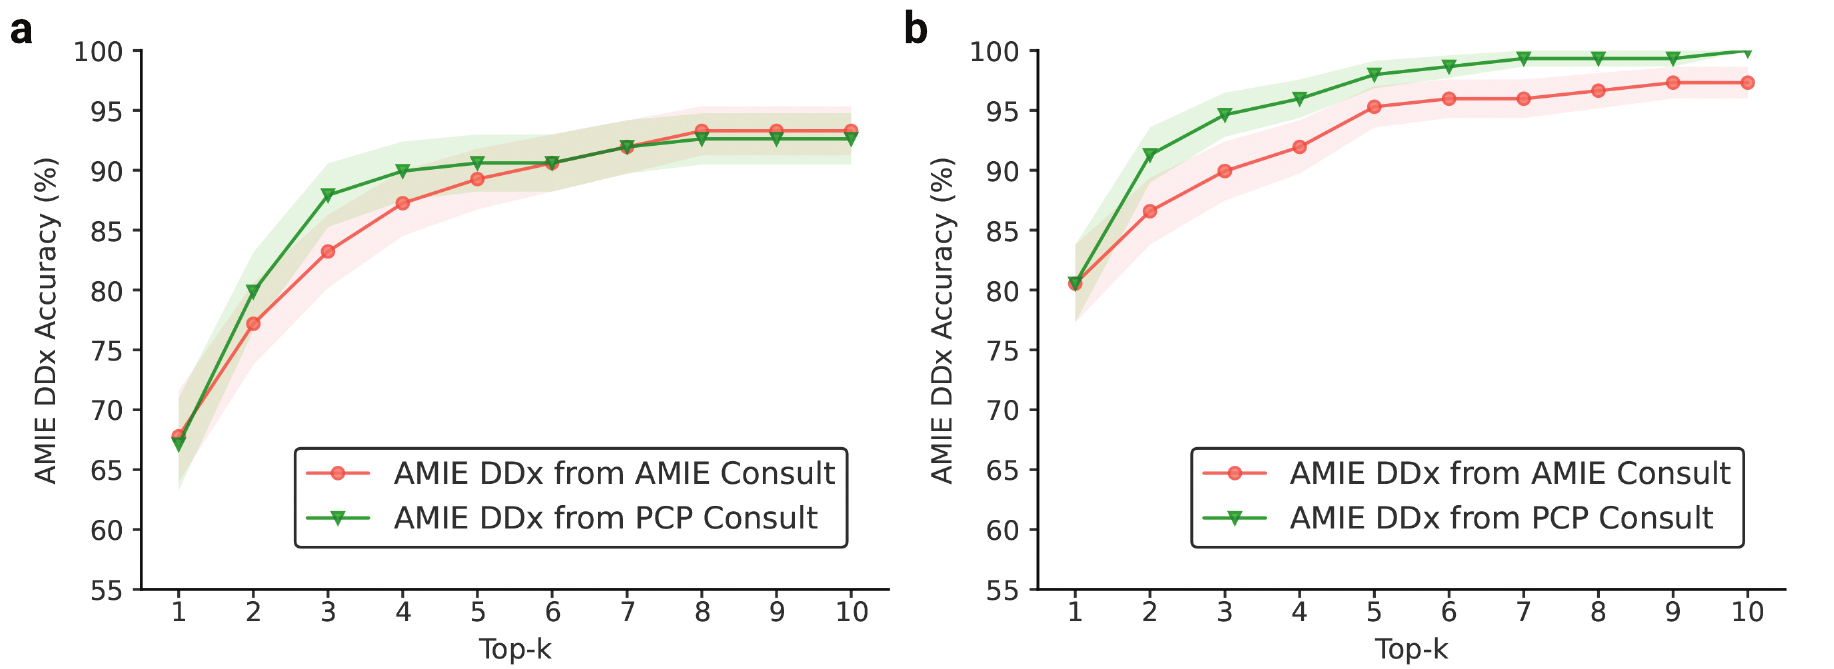 a
AMIE DDx Accuracy (%)
100
95
90
85
80
75
70
65
60
55
AMIE DDx from AMIE Consult
AMIE DDx from PCP Consult
1 2 3 4 5 6 7 8 9 10
Top-k
b
AMIE DDx Accuracy (%)
100
95
90
85
80
75
70
65
60
55
AMIE DDx from AMIE Consult
AMIE DDx from PCP Consult
1 2 3 4 5 6 7 8 9 10
Top-k